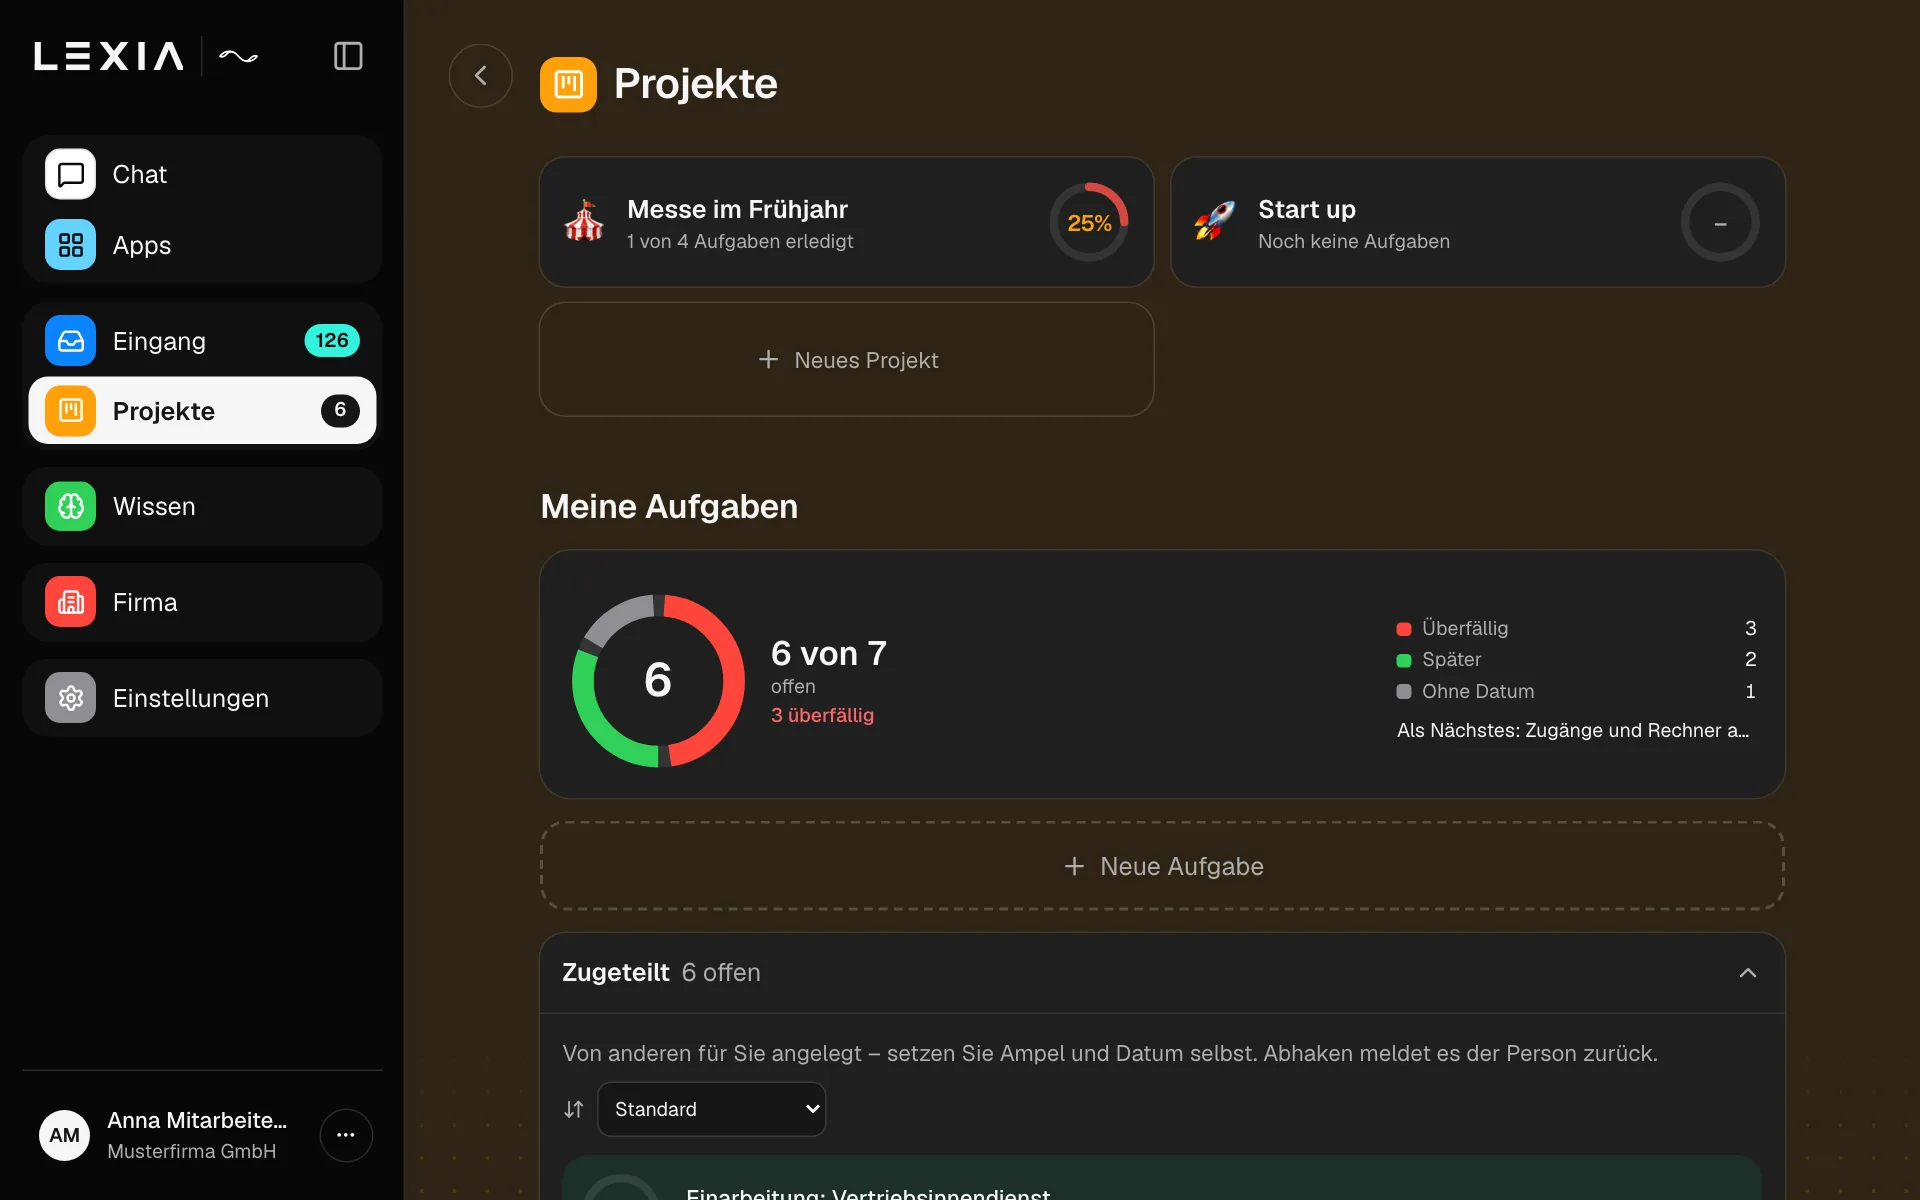 LEXIA
Chat
Apps
Eingang 126
Projekte 6
Wissen
Firma
Einstellungen
AM
Anna Mitarbeite...
Musterfirma GmbH
Projekte
Messe im Frühjahr
1 von 4 Aufgaben erledigt
25%
Start up
Noch keine Aufgaben
–
+ Neues Projekt
Meine Aufgaben
6
6 von 7
offen
3 überfällig
Überfällig 3
Später 2
Ohne Datum 1
Als Nächstes: Zugänge und Rechner a...
+ Neue Aufgabe
Zugeteilt 6 offen
Von anderen für Sie angelegt – setzen Sie Ampel und Datum selbst. Abhaken meldet es der Person zurück.
Standard
Einarbeitung: Vertriebsinnendienst